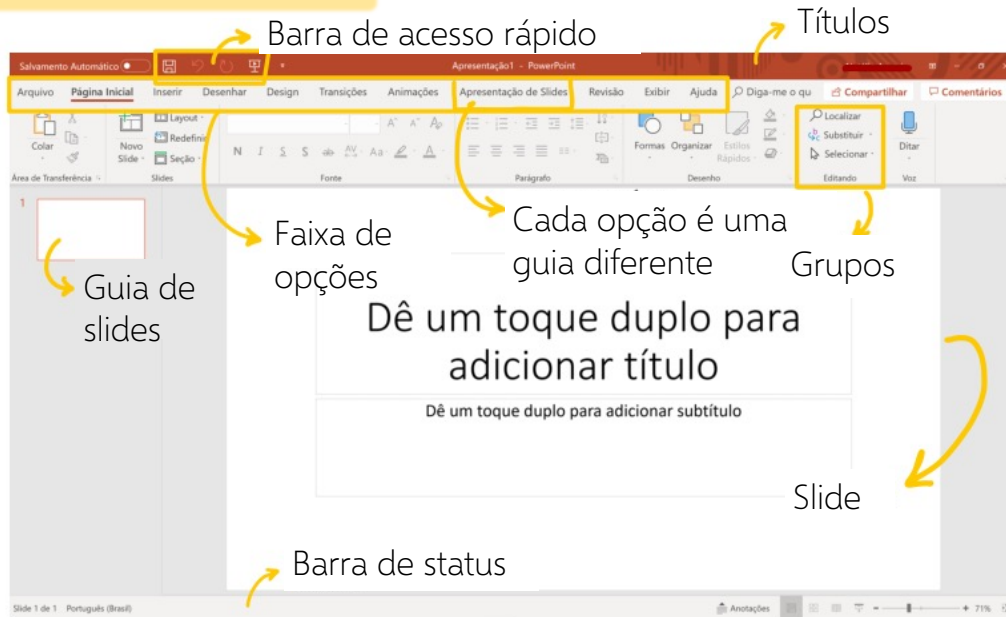 Barra de acesso rápido
Títulos
Salvamento Automático
Apresentação1 - PowerPoint
Arquivo Página Inicial Inserir Desenhar Design Transições Animações Apresentação de Slides Revisão Exibir Ajuda Diga-me o qu Compartilhar Comentários
Colar
Novo
Slide
Layout
Redefinir
Seção
N I S S ab AV Aa A
A A A
Formas
Organizar
Estilos
Rápidos
Localizar
Substituir
Selecionar
Ditar
Área de Transferência Slides Fonte Parágrafo Desenho Editando Voz
1
Faixa de
opções
Cada opção é uma
guia diferente
Grupos
Guia de
slides
Dê um toque duplo para
adicionar título
Dê um toque duplo para adicionar subtítulo
Slide
Barra de status
Slide 1 de 1 Português (Brasil) Anotações 71%